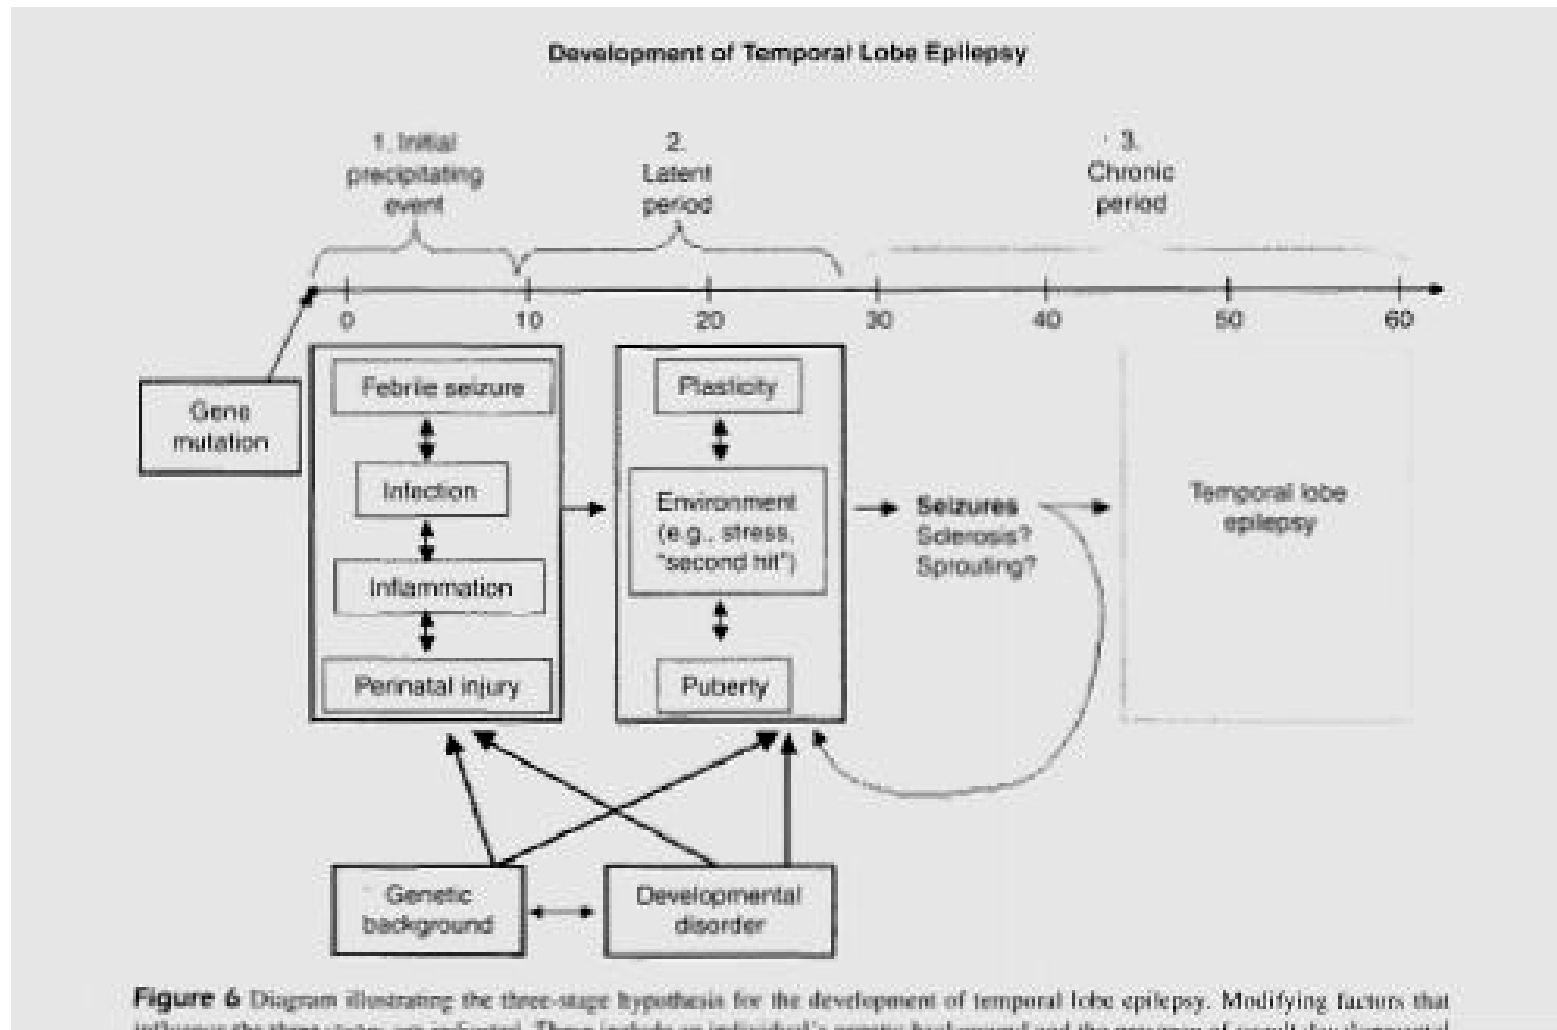 Development of Temporal Lobe Epilepsy
1. Initial
precipitating
event
2.
Latent
period
3.
Chronic
period
0 10 20 30 40 50 60
Gene
mutation
Febrile seizure
Infection
Inflammation
Perinatal injury
Plasticity
Environment
(e.g., stress,
"second hit")
Puberty
Seizures
Sclerosis?
Sprouting?
Temporal lobe
epilepsy
Genetic
background
Developmental
disorder
Figure 6 Diagram illustrating the three-stage hypothesis for the development of temporal lobe epilepsy. Modifying factors that